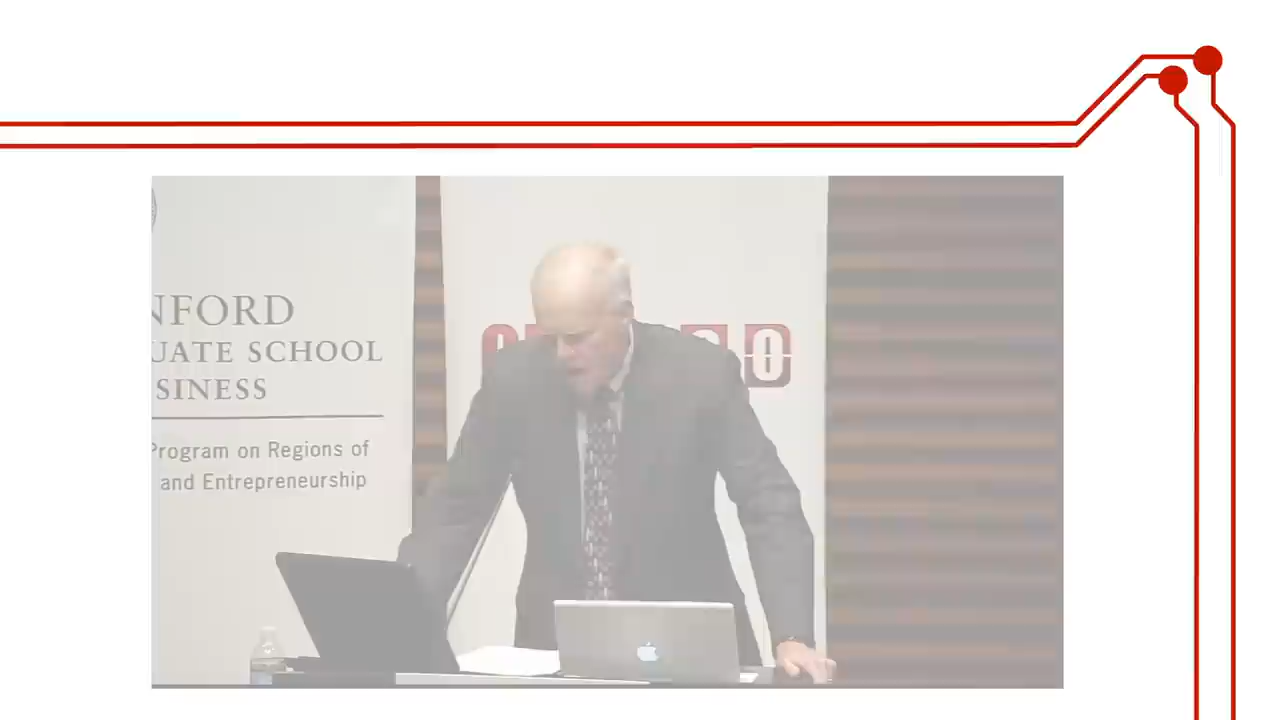 NFORD
UATE SCHOOL
SINESS
Program on Regions of
and Entrepreneurship